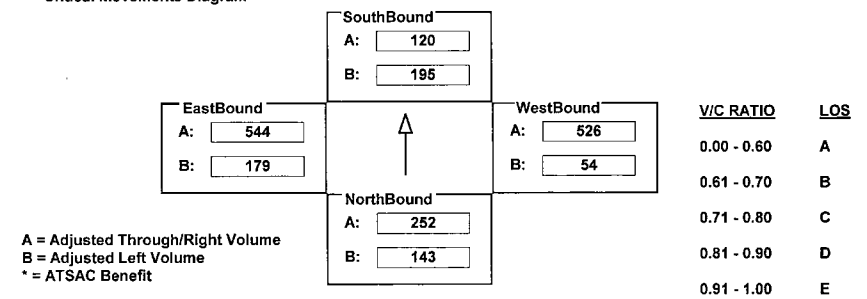 Critical Movements Diagram
SouthBound
A: 120
B: 195
EastBound
A: 544
B: 179
WestBound
A: 526
B: 54
NorthBound
A: 252
B: 143
A = Adjusted Through/Right Volume
B = Adjusted Left Volume
* = ATSAC Benefit
V/C RATIO LOS
0.00 - 0.60 A
0.61 - 0.70 B
0.71 - 0.80 C
0.81 - 0.90 D
0.91 - 1.00 E